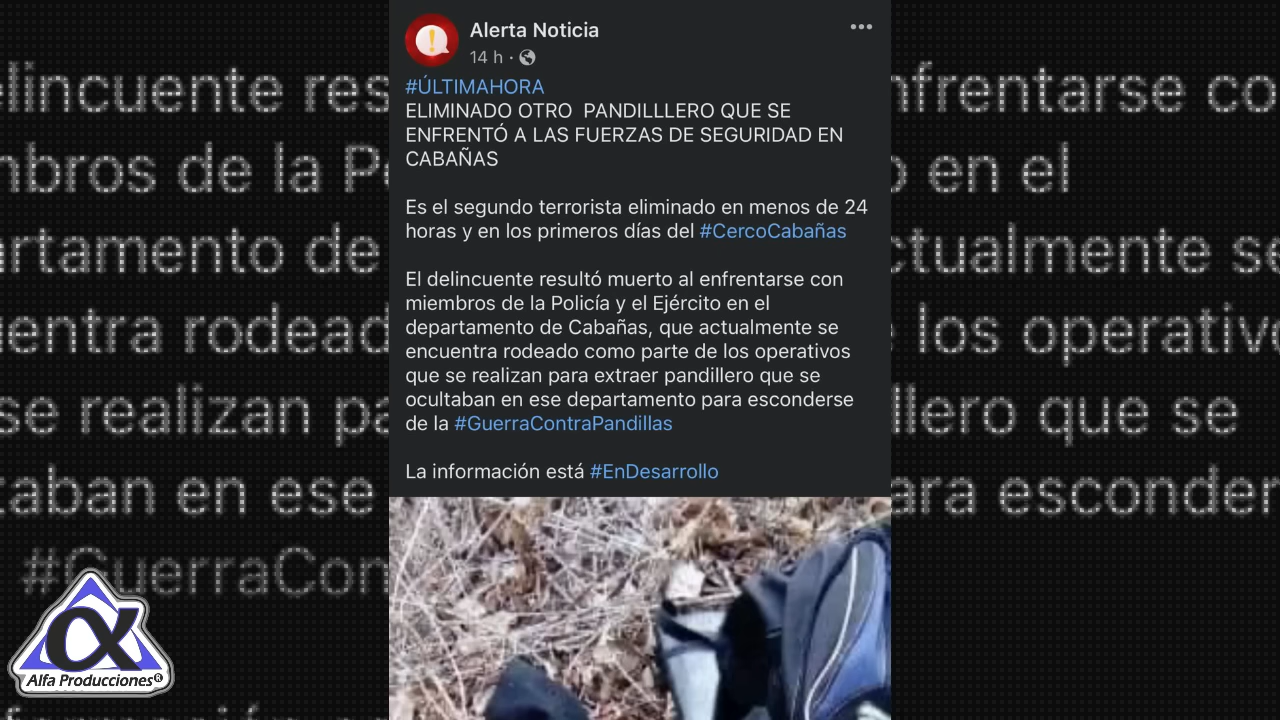 Alerta Noticia
14 h ·
#ÚLTIMAHORA
ELIMINADO OTRO PANDILLLERO QUE SE
ENFRENTÓ A LAS FUERZAS DE SEGURIDAD EN
CABAÑAS
Es el segundo terrorista eliminado en menos de 24
horas y en los primeros días del #CercoCabañas
El delincuente resultó muerto al enfrentarse con
miembros de la Policía y el Ejército en el
departamento de Cabañas, que actualmente se
encuentra rodeado como parte de los operativos
que se realizan para extraer pandillero que se
ocultaban en ese departamento para esconderse
de la #GuerraContraPandillas
La información está #EnDesarrollo
Alfa Producciones®